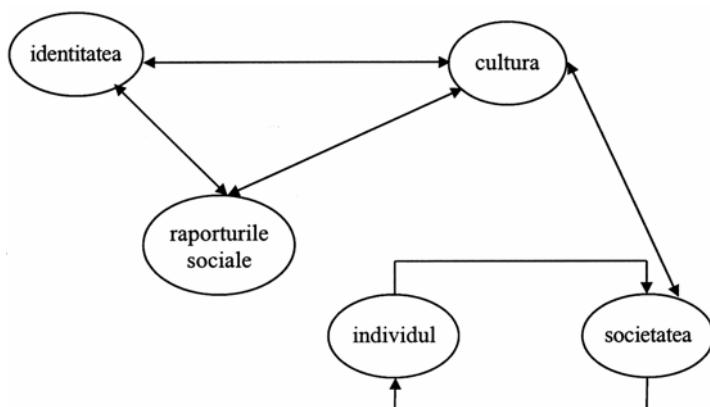 identitatea
cultura
raporturile
sociale
individul
societatea